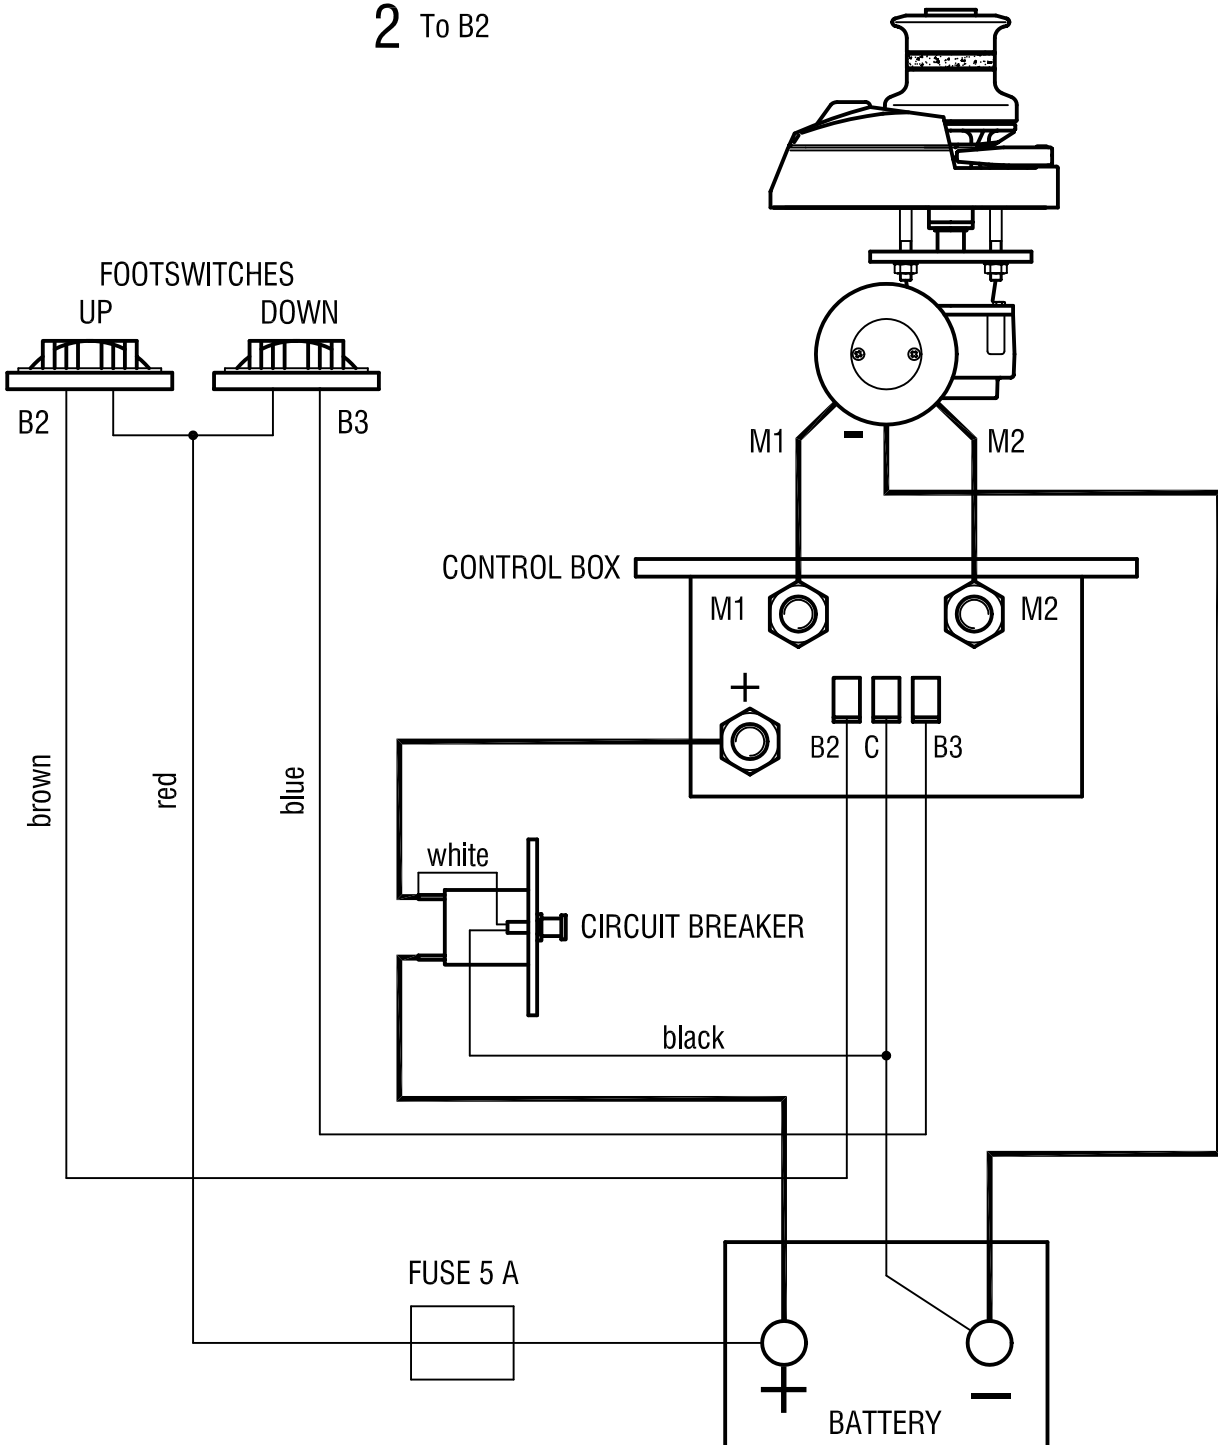 2 To B2
FOOTSWITCHES
UP DOWN
B2 B3
M1 - M2
CONTROL BOX
M1 M2
+
B2 C B3
brown red blue
white
CIRCUIT BREAKER
black
FUSE 5 A
+ −
BATTERY